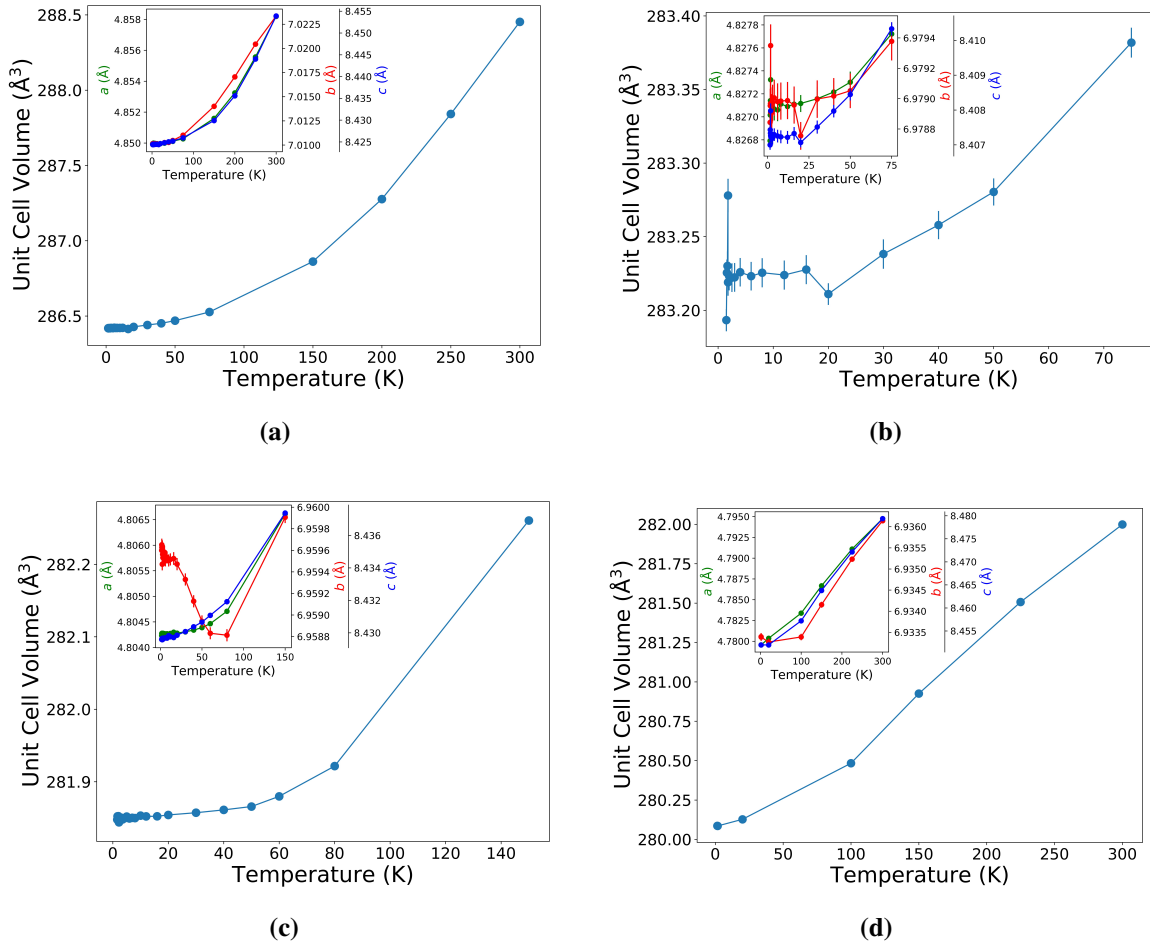 288.5
288.0
287.5
287.0
286.5
Unit Cell Volume (Å³)
0 50 100 150 200 250 300
Temperature (K)
4.858
4.856
4.854
4.852
4.850
a (Å)
0 100 200 300
Temperature (K)
7.0225
7.0200
7.0175
7.0150
7.0125
7.0100
b (Å)
8.455
8.450
8.445
8.440
8.435
8.430
8.425
c (Å)
(a)
283.40
283.35
283.30
283.25
283.20
Unit Cell Volume (Å³)
0 10 20 30 40 50 60 70
Temperature (K)
4.8278
4.8276
4.8274
4.8272
4.8270
4.8268
a (Å)
0 25 50 75
Temperature (K)
6.9794
6.9792
6.9790
6.9788
b (Å)
8.410
8.409
8.408
8.407
c (Å)
(b)
282.2
282.1
282.0
281.9
Unit Cell Volume (Å³)
0 20 40 60 80 100 120 140
Temperature (K)
4.8065
4.8060
4.8055
4.8050
4.8045
4.8040
a (Å)
0 50 100 150
Temperature (K)
6.9600
6.9598
6.9596
6.9594
6.9592
6.9590
6.9588
b (Å)
8.436
8.434
8.432
8.430
c (Å)
(c)
282.00
281.75
281.50
281.25
281.00
280.75
280.50
280.25
280.00
Unit Cell Volume (Å³)
0 50 100 150 200 250 300
Temperature (K)
4.7950
4.7925
4.7900
4.7875
4.7850
4.7825
4.7800
a (Å)
0 100 200 300
Temperature (K)
6.9360
6.9355
6.9350
6.9345
6.9340
6.9335
b (Å)
8.480
8.475
8.470
8.465
8.460
8.455
c (Å)
(d)